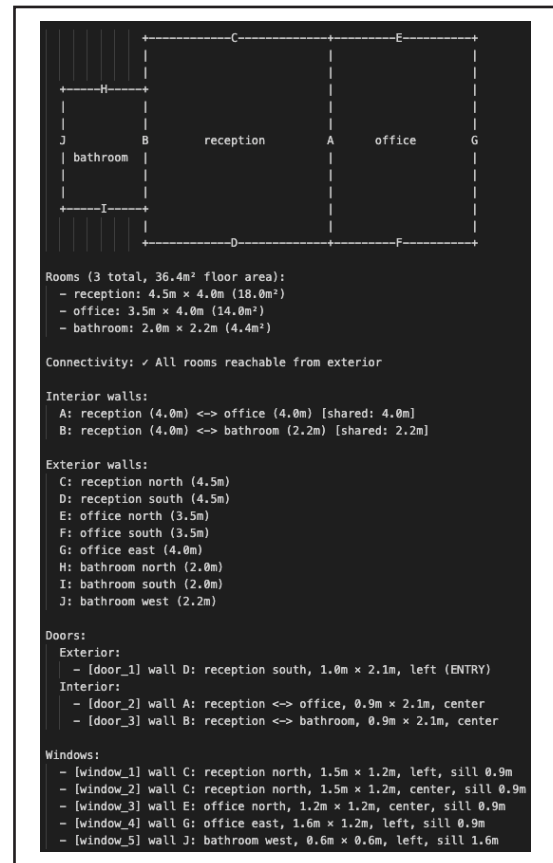 C E
H
J B reception A office G
bathroom
I
D F
Rooms (3 total, 36.4m² floor area):
- reception: 4.5m × 4.0m (18.0m²)
- office: 3.5m × 4.0m (14.0m²)
- bathroom: 2.0m × 2.2m (4.4m²)
Connectivity: ✓ All rooms reachable from exterior
Interior walls:
A: reception (4.0m) <-> office (4.0m) [shared: 4.0m]
B: reception (4.0m) <-> bathroom (2.2m) [shared: 2.2m]
Exterior walls:
C: reception north (4.5m)
D: reception south (4.5m)
E: office north (3.5m)
F: office south (3.5m)
G: office east (4.0m)
H: bathroom north (2.0m)
I: bathroom south (2.0m)
J: bathroom west (2.2m)
Doors:
Exterior:
- [door_1] wall D: reception south, 1.0m × 2.1m, left (ENTRY)
Interior:
- [door_2] wall A: reception <-> office, 0.9m × 2.1m, center
- [door_3] wall B: reception <-> bathroom, 0.9m × 2.1m, center
Windows:
- [window_1] wall C: reception north, 1.5m × 1.2m, left, sill 0.9m
- [window_2] wall C: reception north, 1.5m × 1.2m, center, sill 0.9m
- [window_3] wall E: office north, 1.2m × 1.2m, center, sill 0.9m
- [window_4] wall G: office east, 1.6m × 1.2m, left, sill 0.9m
- [window_5] wall J: bathroom west, 0.6m × 0.6m, left, sill 1.6m